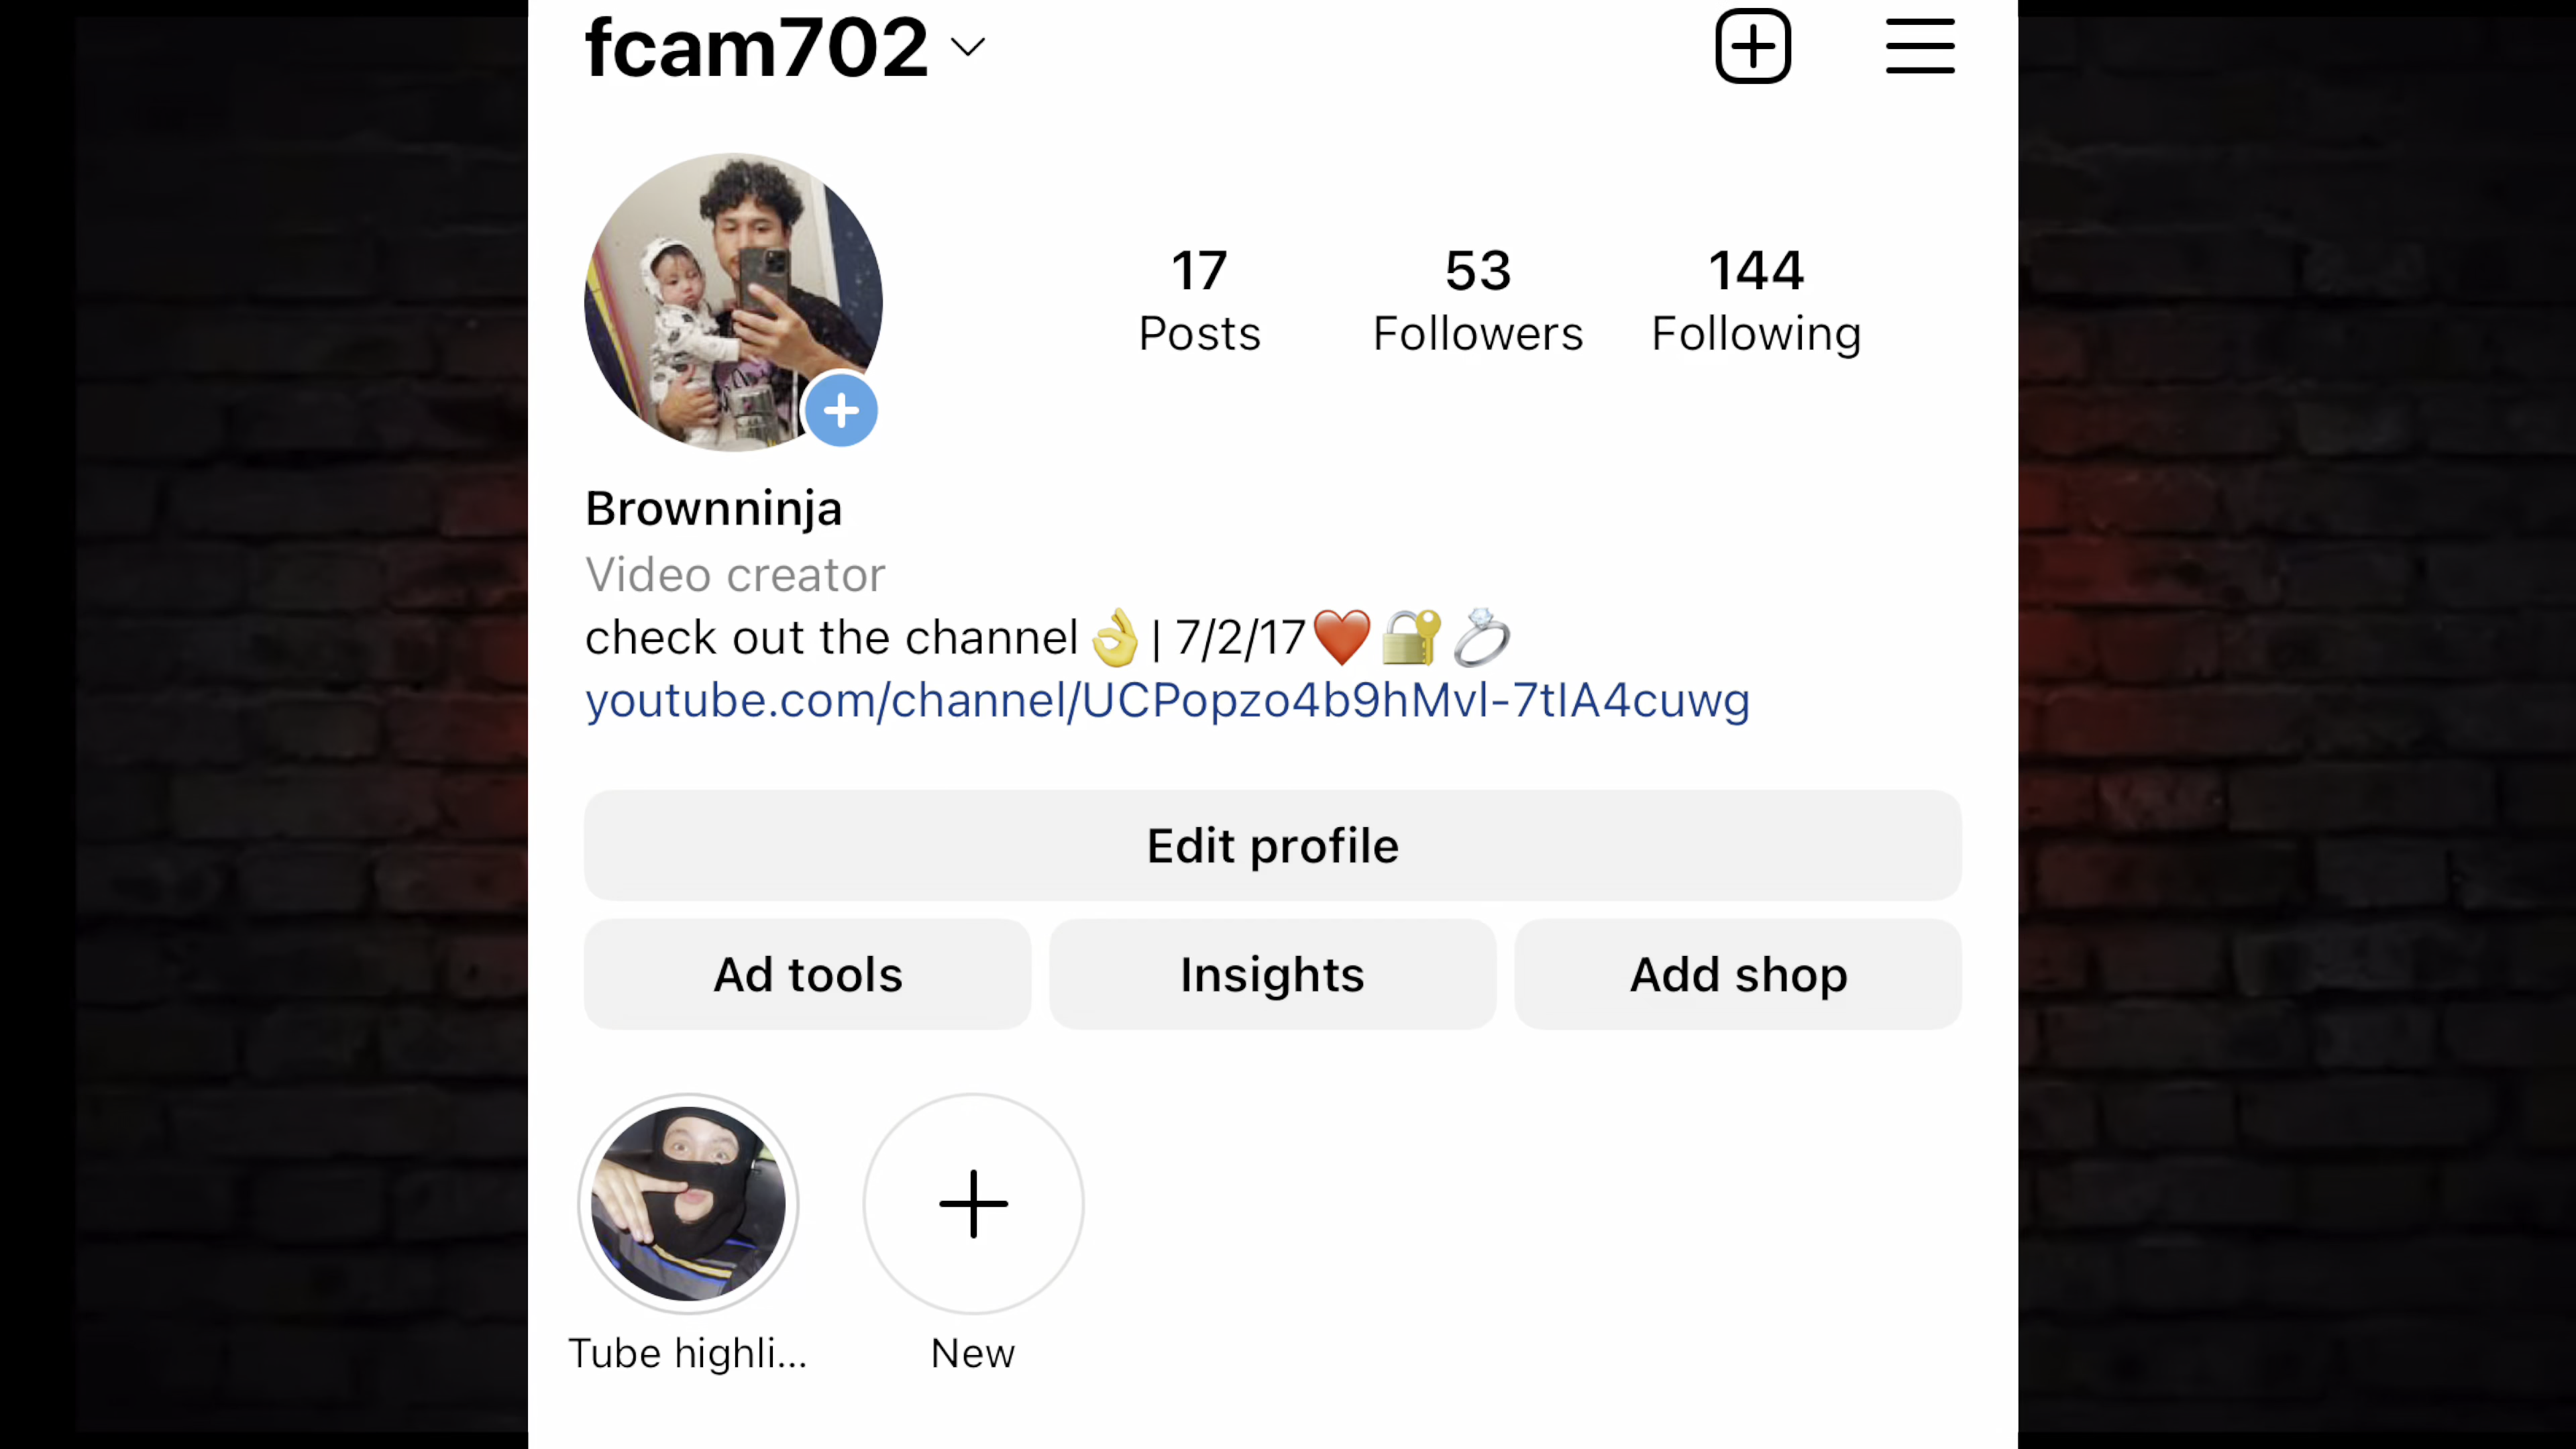 fcam702
17 53 144
Posts Followers Following
Brownninja
Video creator
check out the channel👌| 7/2/17❤️🔐💍
youtube.com/channel/UCPopzo4b9hMvl-7tIA4cuwg
Edit profile
Ad tools Insights Add shop
Tube highli... New